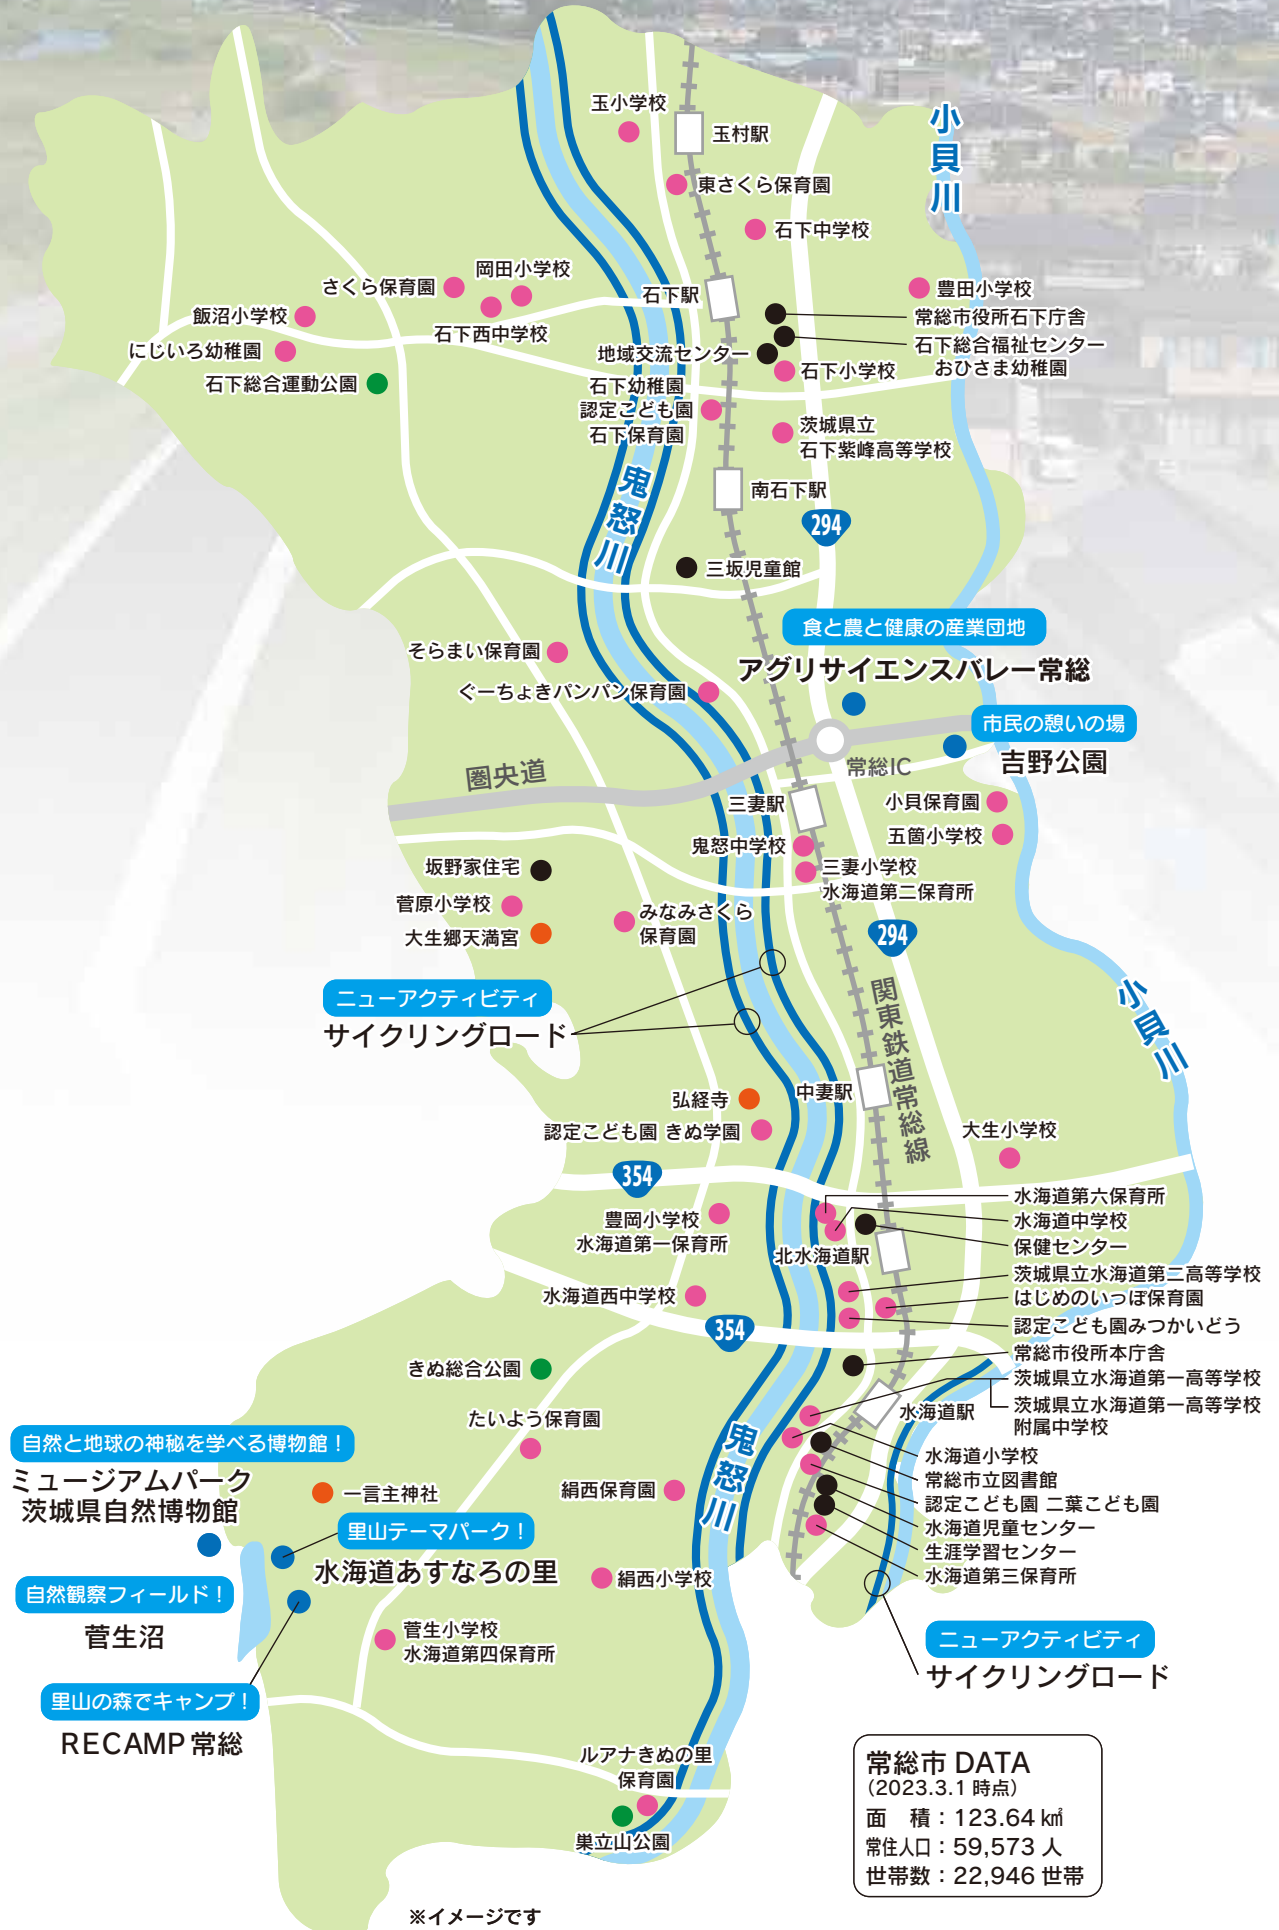 玉小学校
玉村駅
小貝川
東さくら保育園
石下中学校
岡田小学校
さくら保育園
石下駅
豊田小学校
飯沼小学校
石下西中学校
常総市役所石下庁舎
にじいろ幼稚園
地域交流センター
石下総合福祉センター
おひさま幼稚園
石下総合運動公園
石下小学校
石下幼稚園
認定こども園
石下保育園
茨城県立
石下紫峰高等学校
鬼怒川
南石下駅
294
三坂児童館
食と農と健康の産業団地
アグリサイエンスバレー常総
そらまい保育園
ぐーちょきパンパン保育園
市民の憩いの場
吉野公園
圏央道
常総IC
三妻駅
小貝保育園
五箇小学校
鬼怒中学校
三妻小学校
水海道第二保育所
坂野家住宅
菅原小学校
大生郷天満宮
みなみさくら
保育園
294
ニューアクティビティ
サイクリングロード
関東鉄道常総線
小貝川
中妻駅
弘経寺
認定こども園 きぬ学園
大生小学校
354
水海道第六保育所
豊岡小学校
水海道第一保育所
水海道中学校
北水海道駅
保健センター
茨城県立水海道第二高等学校
水海道西中学校
はじめのいっぽ保育園
354
認定こども園みつかいどう
常総市役所本庁舎
きぬ総合公園
茨城県立水海道第一高等学校
茨城県立水海道第一高等学校
附属中学校
水海道駅
たいよう保育園
鬼怒川
自然と地球の神秘を学べる博物館！
ミュージアムパーク
茨城県自然博物館
水海道小学校
常総市立図書館
一言主神社
絹西保育園
認定こども園 二葉こども園
里山テーマパーク！
水海道あすなろの里
水海道児童センター
生涯学習センター
水海道第三保育所
絹西小学校
自然観察フィールド！
菅生沼
菅生小学校
水海道第四保育所
ニューアクティビティ
サイクリングロード
里山の森でキャンプ！
RECAMP 常総
ルアナきぬの里
保育園
巣立山公園
常総市 DATA
（2023.3.1 時点）
面　積：123.64 ㎢
常住人口：59,573 人
世帯数：22,946 世帯
※イメージです